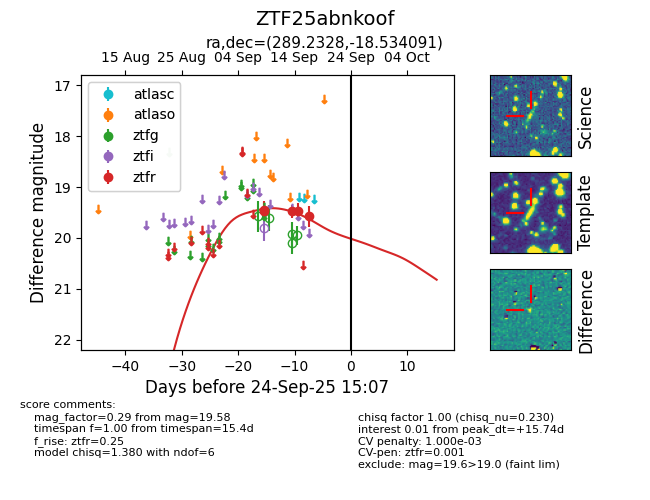 ZTF25abnkoof
ra,dec=(289.2328,-18.534091)
15 Aug 25 Aug 04 Sep 14 Sep 24 Sep 04 Oct
17
18
19
20
21
22
Difference magnitude
atlasc
atlaso
ztfg
ztfi
ztfr
−40 −30 −20 −10 0 10
Days before 24-Sep-25 15:07
Science
Template
Difference
score comments:
mag_factor=0.29 from mag=19.58
timespan f=1.00 from timespan=15.4d
f_rise: ztfr=0.25
model chisq=1.380 with ndof=6
chisq factor 1.00 (chisq_nu=0.230)
interest 0.01 from peak_dt=+15.74d
CV penalty: 1.000e-03
CV-pen: ztfr=0.001
exclude: mag=19.6>19.0 (faint lim)